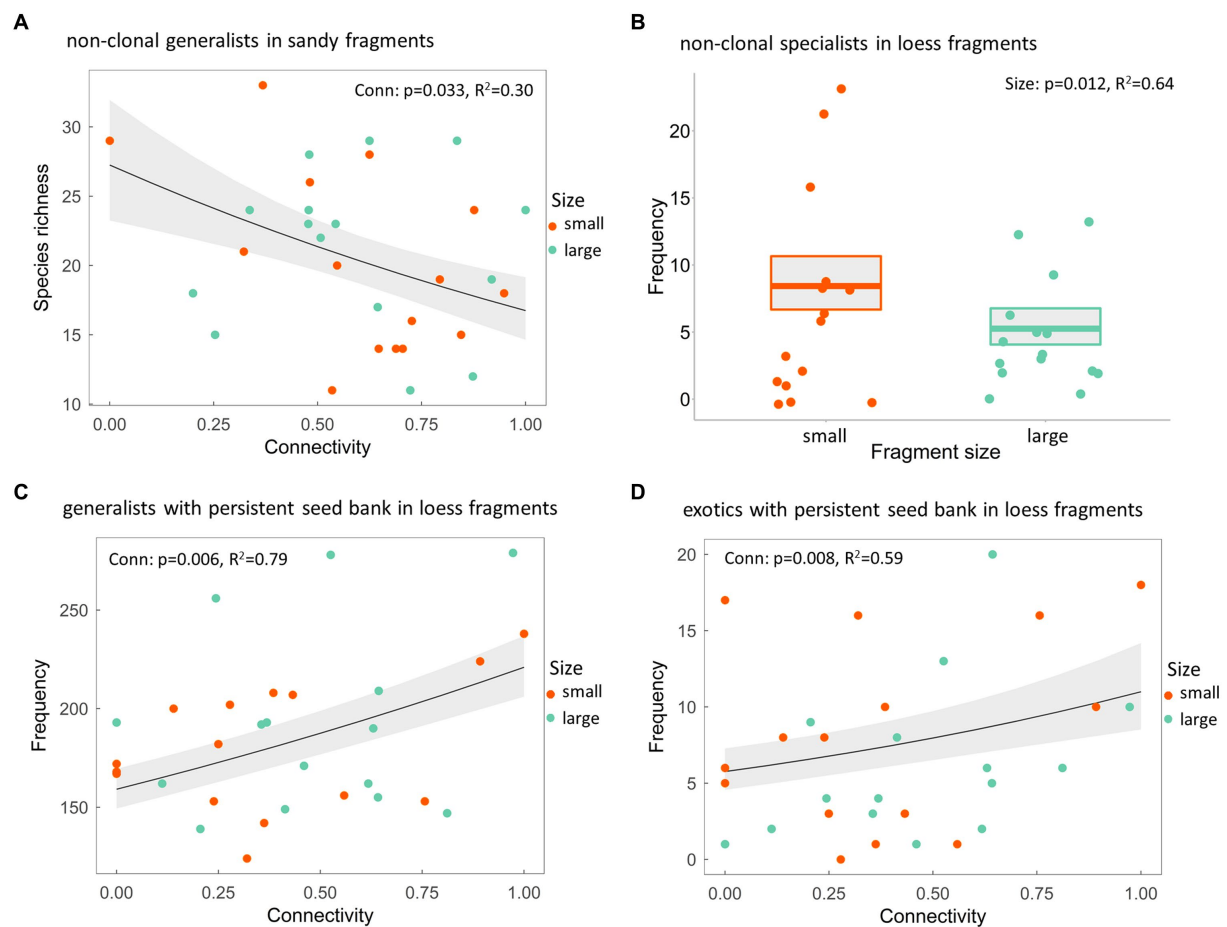 A
non-clonal generalists in sandy fragments
Conn: p=0.033, R²=0.30
Species richness
30
25
20
15
10
0.00 0.25 0.50 0.75 1.00
Connectivity
Size
small
large
B
non-clonal specialists in loess fragments
Size: p=0.012, R²=0.64
Frequency
20
15
10
5
0
small large
Fragment size
C
generalists with persistent seed bank in loess fragments
Conn: p=0.006, R²=0.79
Frequency
250
200
150
0.00 0.25 0.50 0.75 1.00
Connectivity
Size
small
large
D
exotics with persistent seed bank in loess fragments
Conn: p=0.008, R²=0.59
Frequency
20
15
10
5
0
0.00 0.25 0.50 0.75 1.00
Connectivity
Size
small
large